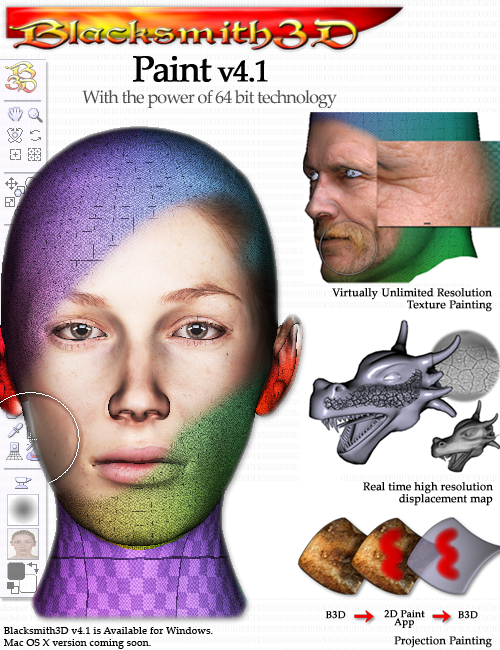 Blacksmith3D
Paint v4.1
With the power of 64 bit technology
B
3D
Virtually Unlimited Resolution
Texture Painting
Real time high resolution
displacement map
B3D
2D Paint
App
B3D
Projection Painting
Blacksmith3D v4.1 is Available for Windows.
Mac OS X version coming soon.